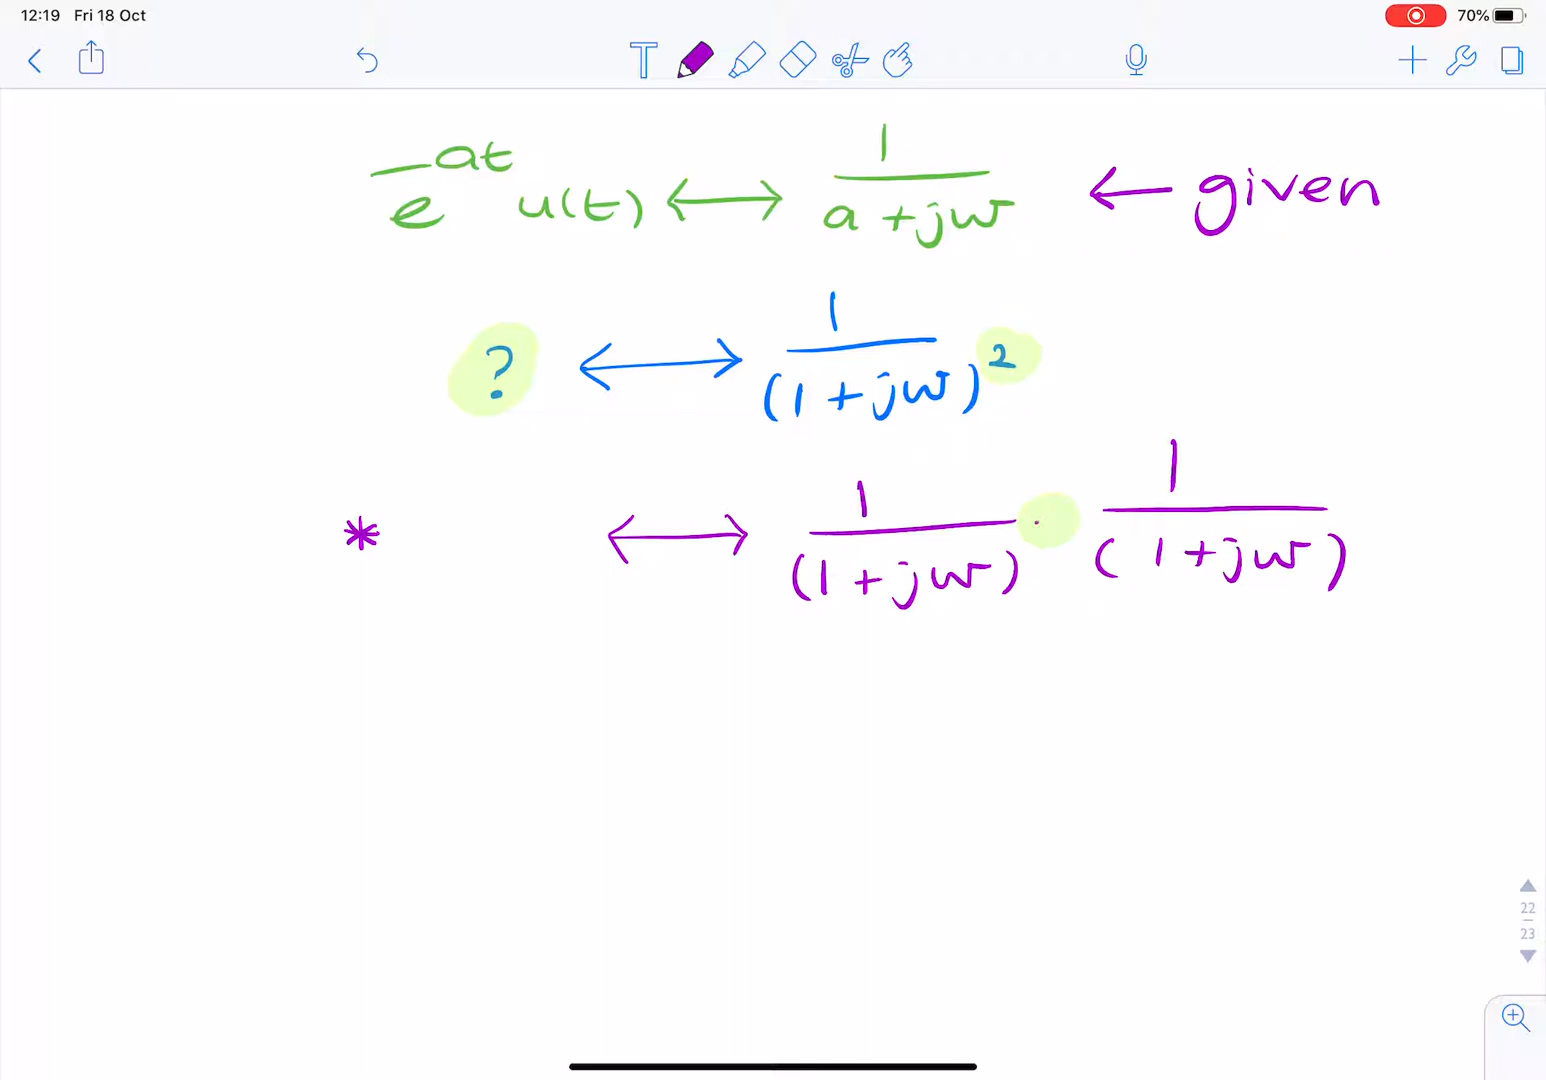 12:19 Fri 18 Oct 70%
T
e^{-at} u(t) ⟷ 1/(a + jw) ← given
? ⟷ 1/(1 + jw)^2
* ⟷ 1/(1 + jw) · 1/(1 + jw)
22
23